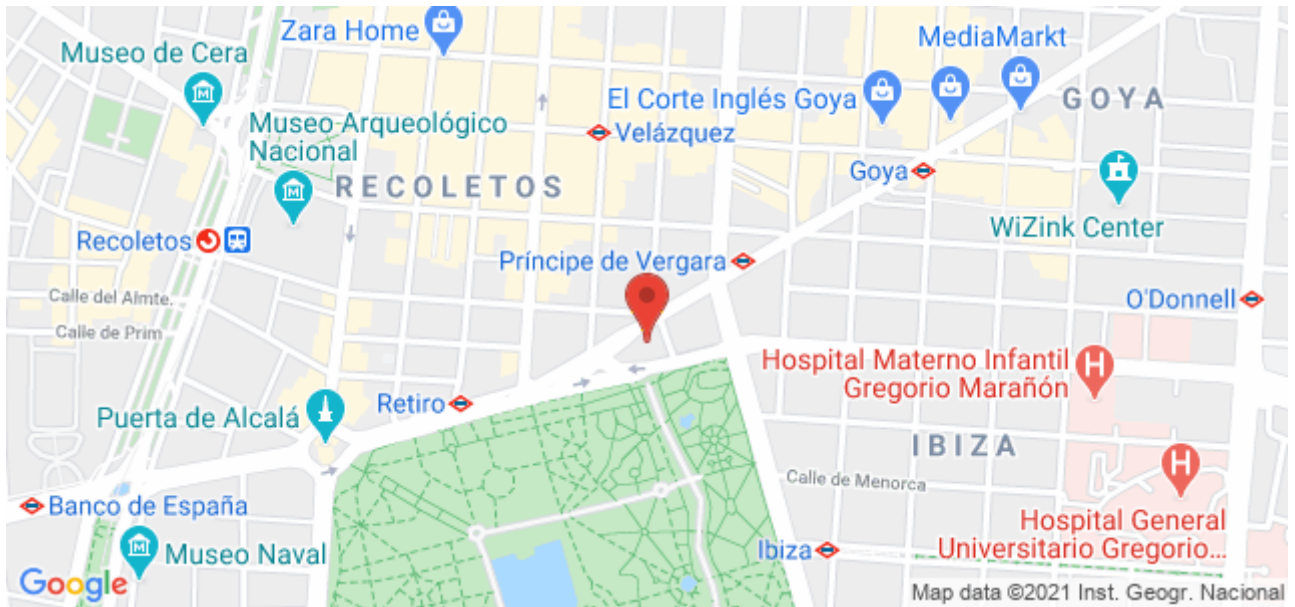 Zara Home
Museo de Cera
MediaMarkt
El Corte Inglés Goya
GOYA
Museo Arqueológico
Nacional
Velázquez
Goya
RECOLETOS
WiZink Center
Recoletos
Príncipe de Vergara
Calle del Almte.
O'Donnell
Calle de Prim
Hospital Materno Infantil
Gregorio Marañón
Retiro
Puerta de Alcalá
IBIZA
Calle de Menorca
Banco de España
Hospital General
Universitario Gregorio...
Museo Naval
Ibiza
Google
Map data ©2021 Inst. Geogr. Nacional